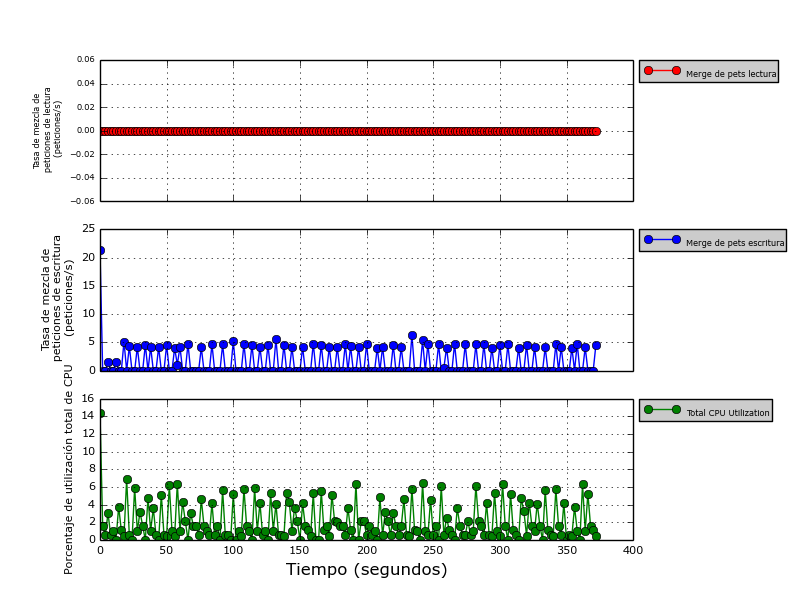 0.06
0.04
0.02
0.00
−0.02
−0.04
−0.06
Tasa de mezcla de
peticiones de lectura
(peticiones/s)
Merge de pets lectura
25
20
15
10
5
0
Tasa de mezcla de
peticiones de escritura
(peticiones/s)
Merge de pets escritura
16
14
12
10
8
6
4
2
0
Porcentaje de utilización total de CPU
Total CPU Utilization
0 50 100 150 200 250 300 350 400
Tiempo (segundos)